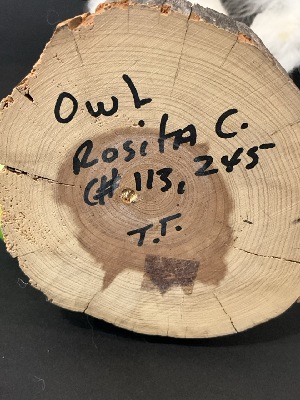 Owl
Rosita C.
C# 113, 245
T.T.